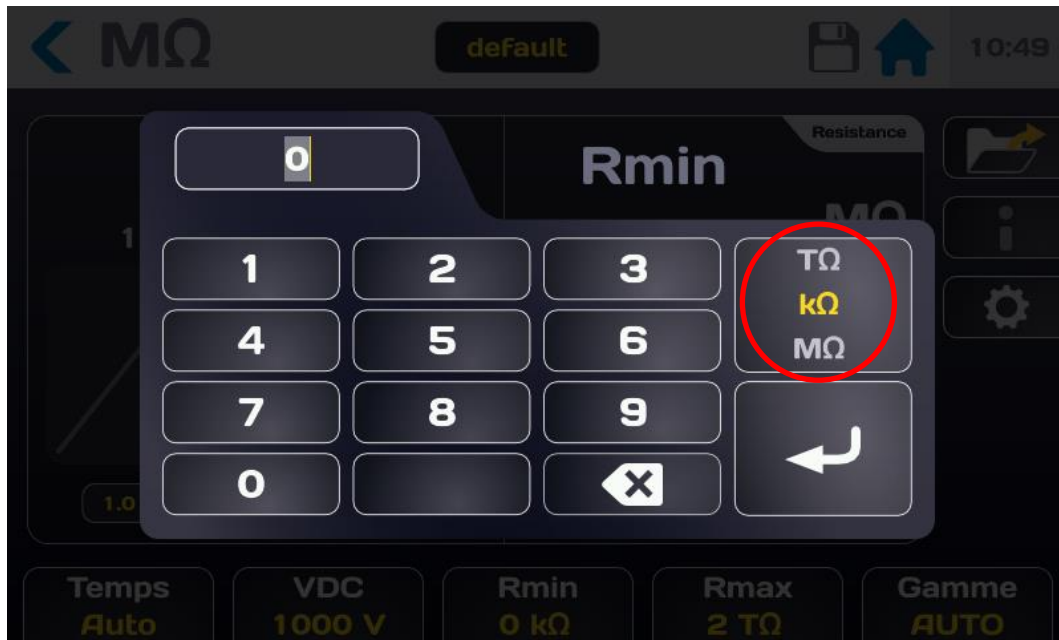 MΩ default 10:49
0
Rmin
Resistance
MΩ
1
1 2 3
TΩ
kΩ
MΩ
4 5 6
7 8 9
0
1.0
Temps VDC Rmin Rmax Gamme
Auto 1000 V 0 kΩ 2 TΩ AUTO